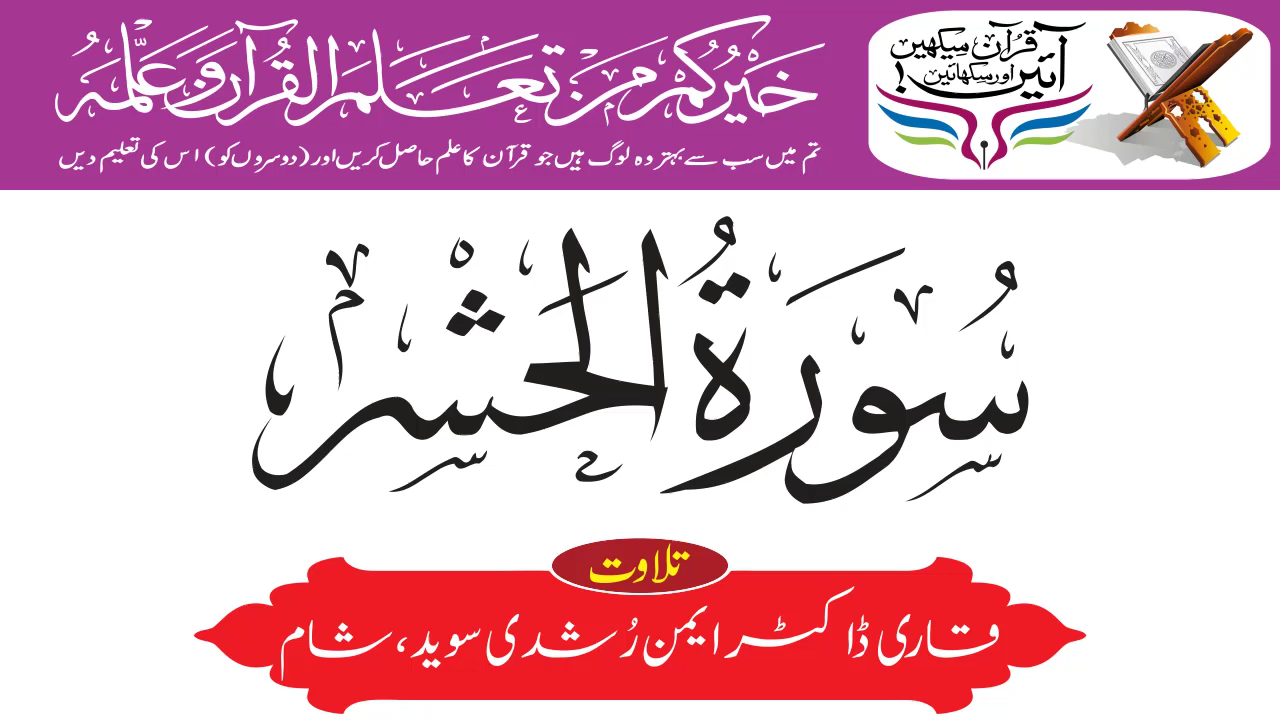 خَيْرُكُمْ مَنْ تَعَلَّمَ الْقُرْآنَ وَعَلَّمَهُ
تم میں سب سے بہتر وہ لوگ ہیں جو قرآن کا علم حاصل کریں اور (دوسروں کو) اس کی تعلیم دیں
آئیں قرآن سیکھیں
اور سکھائیں!
سُورَةُ الْحَشْرِ
تلاوت
قاری ڈاکٹر ایمن رُشدی سوید، شام